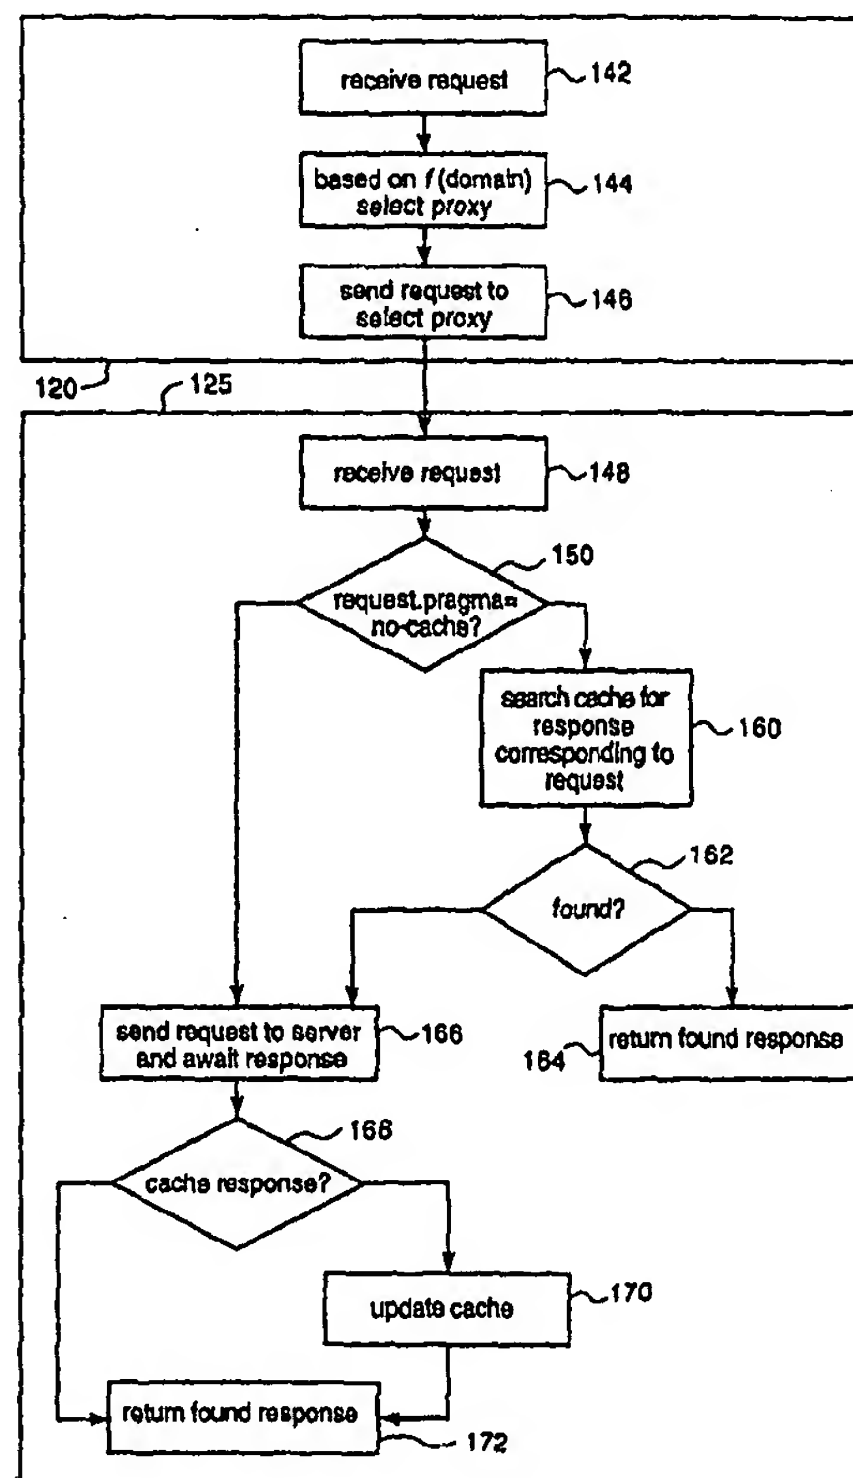 receive request
142
based on f (domain)
select proxy
144
send request to
select proxy
146
120
125
receive request
148
150
request.pragma=
no-cache?
search cache for
response
corresponding to
request
160
162
found?
send request to server
and await response
166
164
return found response
168
cache response?
update cache
170
return found response
172